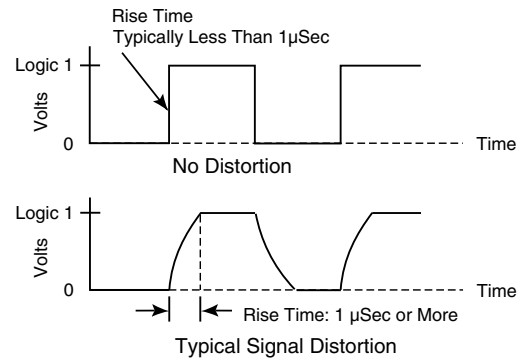 Rise Time
Typically Less Than 1µSec
Logic 1
Volts
0
Time
No Distortion
Logic 1
Volts
0
Time
Rise Time: 1 µSec or More
Typical Signal Distortion